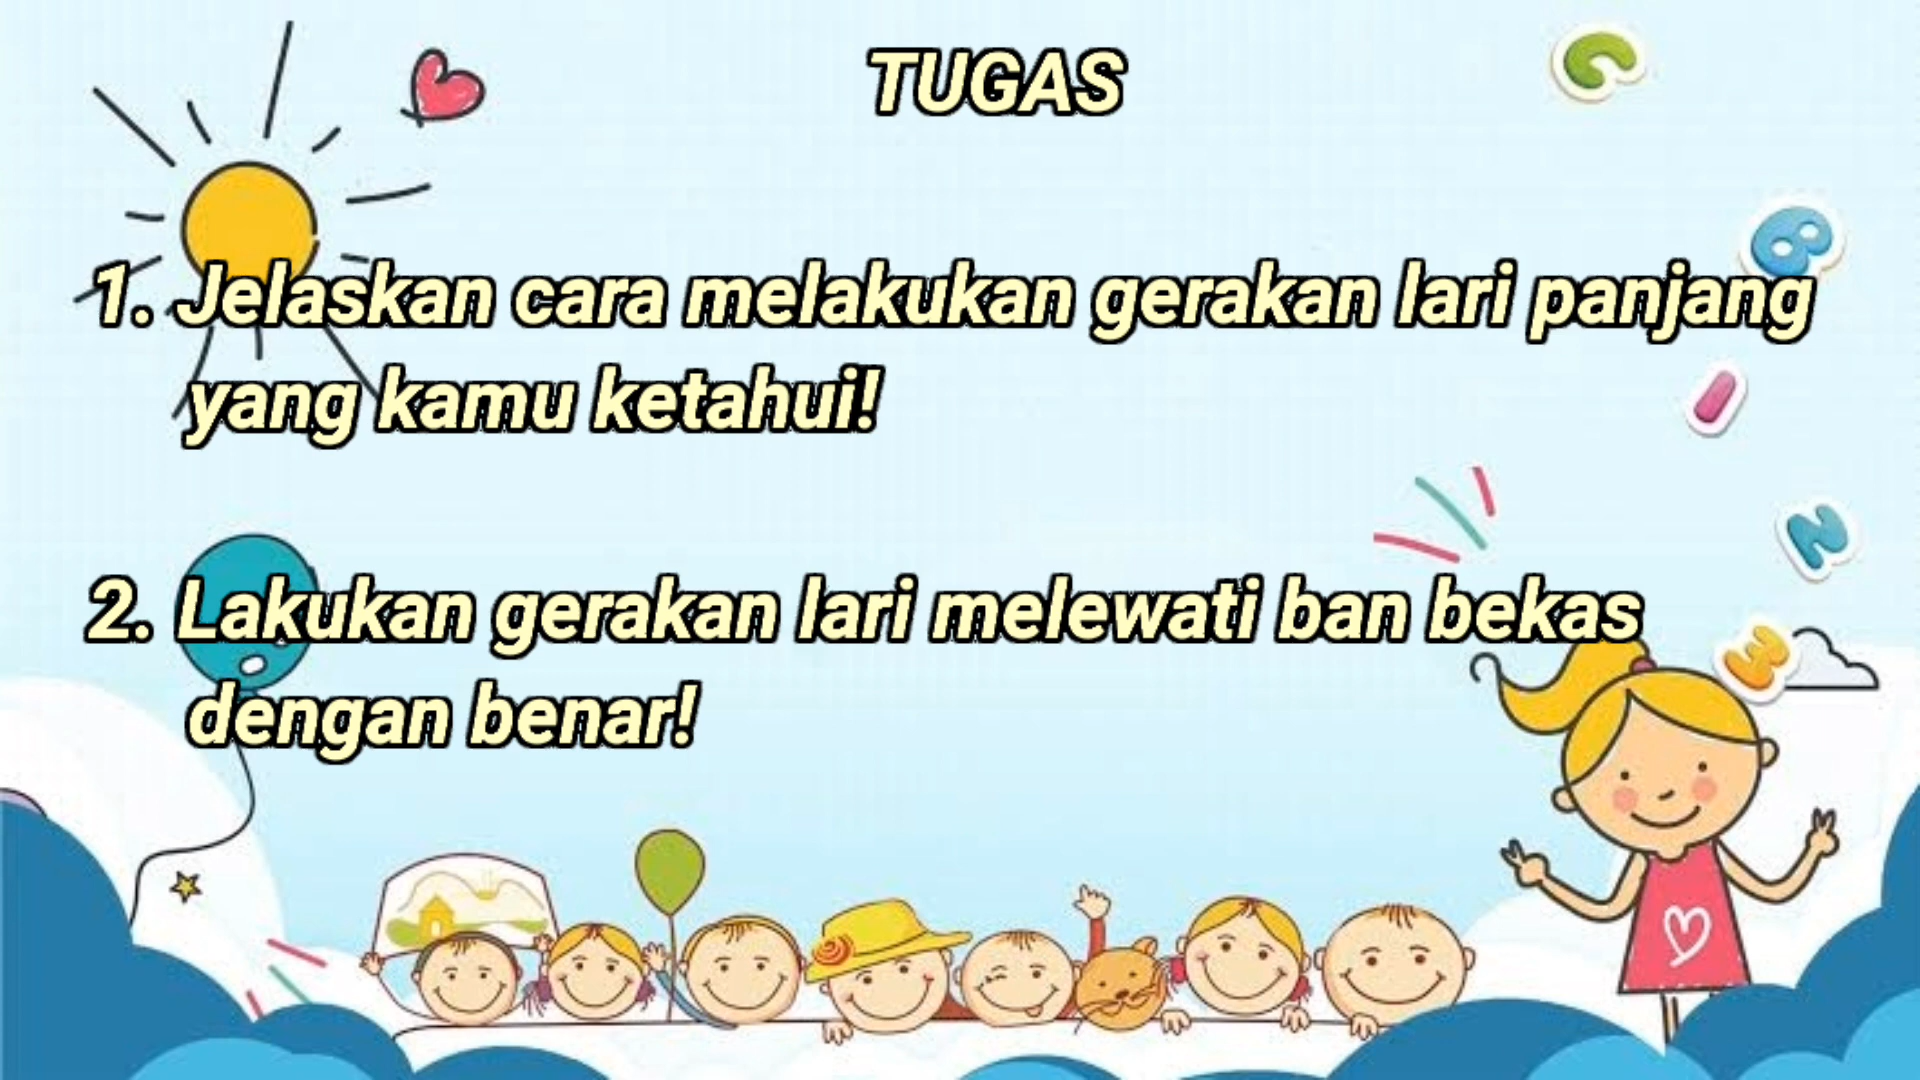 TUGAS
1. Jelaskan cara melakukan gerakan lari panjang
yang kamu ketahui!
2. Lakukan gerakan lari melewati ban bekas
dengan benar!